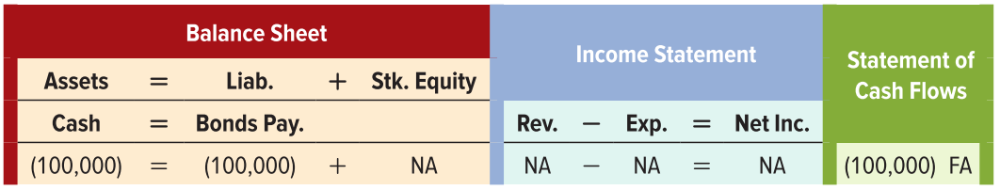 Balance Sheet
Income Statement
Statement of
Cash Flows
Assets = Liab. + Stk. Equity
Cash = Bonds Pay. Rev. − Exp. = Net Inc.
(100,000) = (100,000) + NA NA − NA = NA (100,000) FA